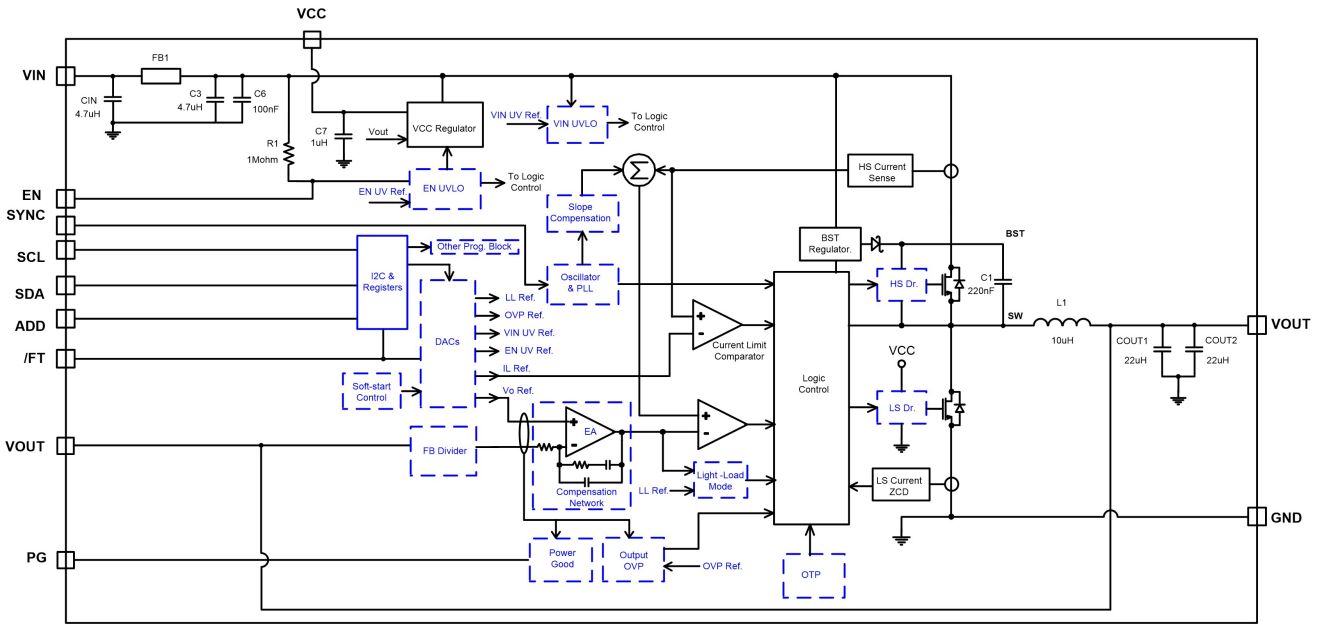 VCC
VIN
FB1
CIN
4.7uH
C3
4.7uH
C6
100nF
R1
1Mohm
C7
1uH
Vout
VCC Regulator
VIN UV Ref.
VIN UVLO
To Logic
Control
EN UV Ref.
EN UVLO
To Logic
Control
HS Current
Sense
Σ
EN
SYNC
SCL
SDA
ADD
/FT
Slope
Compensation
BST
Regulator.
BST
I2C &
Registers
Other Prog. Block
Oscillator
& PLL
HS Dr.
C1
220nF
DACs
LL Ref.
OVP Ref.
VIN UV Ref.
EN UV Ref.
IL Ref.
Vo Ref.
+
-
Current Limit
Comparator
SW
L1
10uH
VOUT
COUT1
22uH
COUT2
22uH
Soft-start
Control
Logic
Control
VCC
LS Dr.
VOUT
FB Divider
+
-
EA
Compensation
Network
+
-
LL Ref.
Light -Load
Mode
LS Current
ZCD
GND
PG
Power
Good
Output
OVP
OVP Ref.
OTP